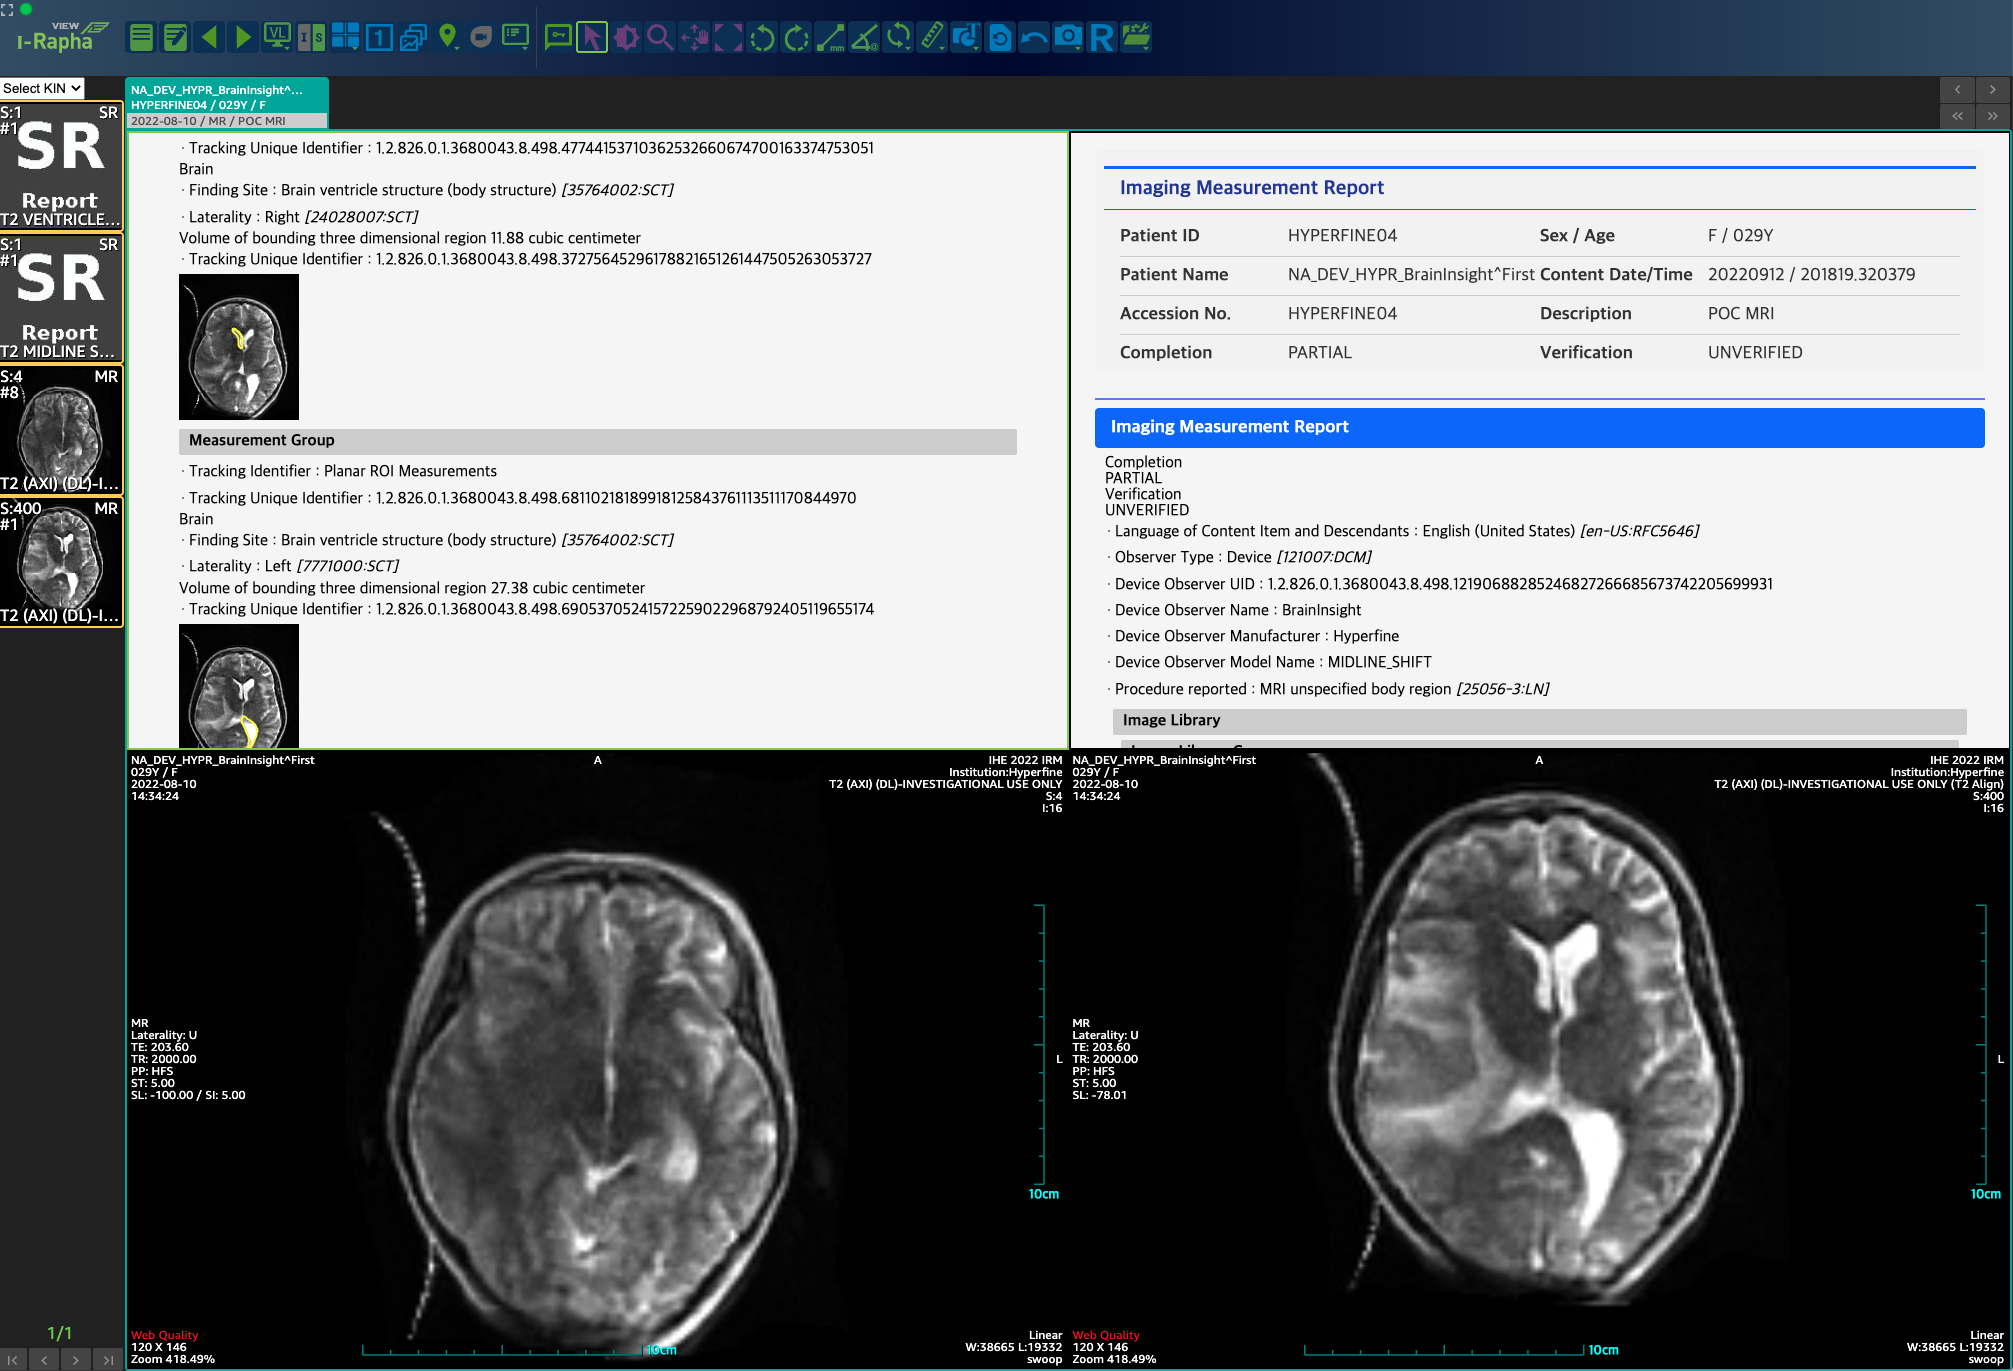 VIEW
I-Rapha
VL
I S
1
mm
@
R
Select KIN
S:1 SR
#1
SR
Report
T2 VENTRICLE...
S:1 SR
#1
SR
Report
T2 MIDLINE S...
S:4 MR
#8
T2 (AXI) (DL)-I...
S:400 MR
#1
T2 (AXI) (DL)-I...
1/1
NA_DEV_HYPR_BrainInsight^...
HYPERFINE04 / 029Y / F
2022-08-10 / MR / POC MRI
· Tracking Unique Identifier : 1.2.826.0.1.3680043.8.498.47744153710362532660674700163374753051
Brain
· Finding Site : Brain ventricle structure (body structure) [35764002:SCT]
· Laterality : Right [24028007:SCT]
Volume of bounding three dimensional region 11.88 cubic centimeter
· Tracking Unique Identifier : 1.2.826.0.1.3680043.8.498.37275645296178821651261447505263053727
Measurement Group
· Tracking Identifier : Planar ROI Measurements
· Tracking Unique Identifier : 1.2.826.0.1.3680043.8.498.68110218189918125843761113511170844970
Brain
· Finding Site : Brain ventricle structure (body structure) [35764002:SCT]
· Laterality : Left [7771000:SCT]
Volume of bounding three dimensional region 27.38 cubic centimeter
· Tracking Unique Identifier : 1.2.826.0.1.3680043.8.498.69053705241572259022968792405119655174
Imaging Measurement Report
Patient ID HYPERFINE04 Sex / Age F / 029Y
Patient Name NA_DEV_HYPR_BrainInsight^First Content Date/Time 20220912 / 201819.320379
Accession No. HYPERFINE04 Description POC MRI
Completion PARTIAL Verification UNVERIFIED
Imaging Measurement Report
Completion
PARTIAL
Verification
UNVERIFIED
· Language of Content Item and Descendants : English (United States) [en-US:RFC5646]
· Observer Type : Device [121007:DCM]
· Device Observer UID : 1.2.826.0.1.3680043.8.498.12190688285246827266685673742205699931
· Device Observer Name : BrainInsight
· Device Observer Manufacturer : Hyperfine
· Device Observer Model Name : MIDLINE_SHIFT
· Procedure reported : MRI unspecified body region [25056-3:LN]
Image Library
NA_DEV_HYPR_BrainInsight^First
029Y / F
2022-08-10
14:34:24
A
IHE 2022 IRM
Institution:Hyperfine
T2 (AXI) (DL)-INVESTIGATIONAL USE ONLY
S:4
I:16
MR
Laterality: U
TE: 203.60
TR: 2000.00
PP: HFS
ST: 5.00
SL: -100.00 / SI: 5.00
L
10cm
10cm
Web Quality
120 X 146
Zoom 418.49%
Linear
W:38665 L:19332
swoop
NA_DEV_HYPR_BrainInsight^First
029Y / F
2022-08-10
14:34:24
A
IHE 2022 IRM
Institution:Hyperfine
T2 (AXI) (DL)-INVESTIGATIONAL USE ONLY (T2 Align)
S:400
I:16
MR
Laterality: U
TE: 203.60
TR: 2000.00
PP: HFS
ST: 5.00
SL: -78.01
L
10cm
10cm
Web Quality
120 X 146
Zoom 418.49%
Linear
W:38665 L:19332
swoop